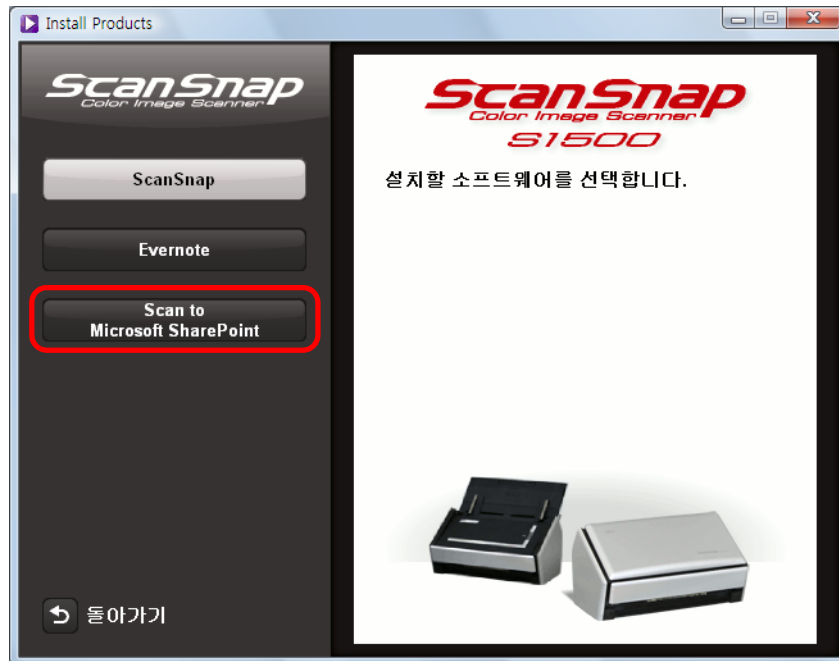 Install Products
ScanSnap
Color Image Scanner
ScanSnap
Evernote
Scan to
Microsoft SharePoint
돌아가기
ScanSnap
Color Image Scanner
S1500
설치할 소프트웨어를 선택합니다.